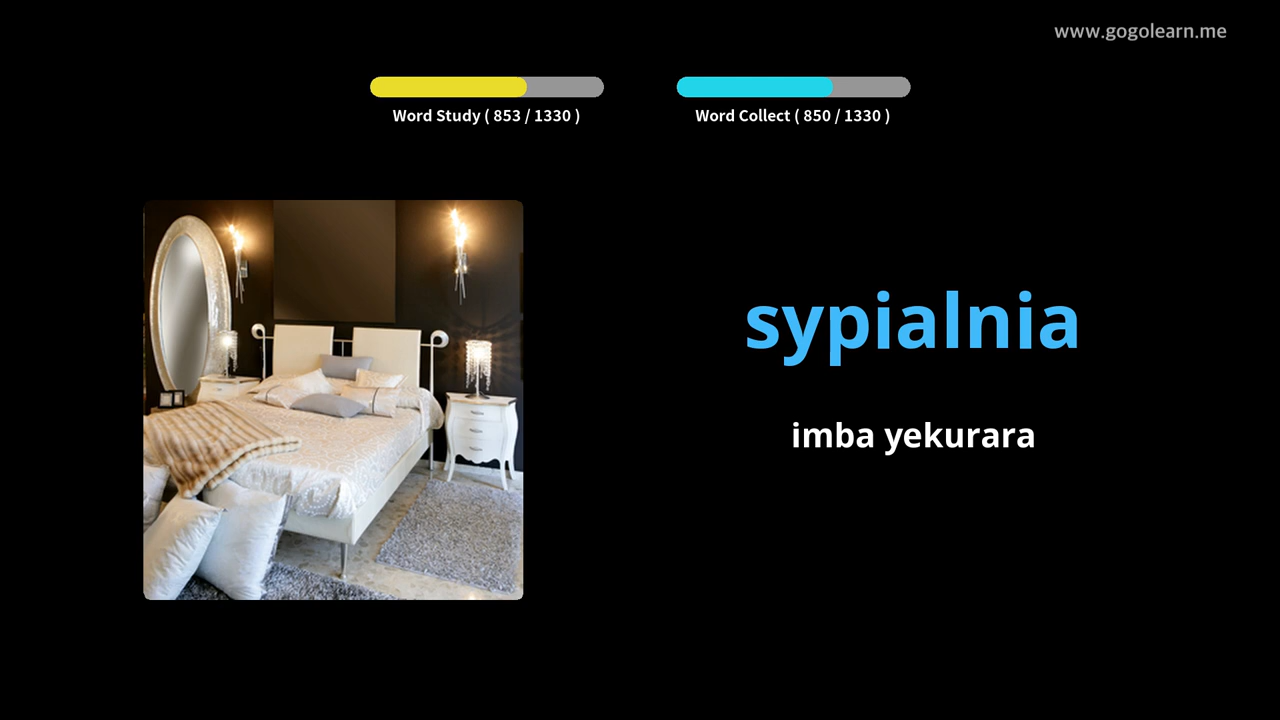 www.gogolearn.me
Word Study ( 853 / 1330 )
Word Collect ( 850 / 1330 )
sypialnia
imba yekurara